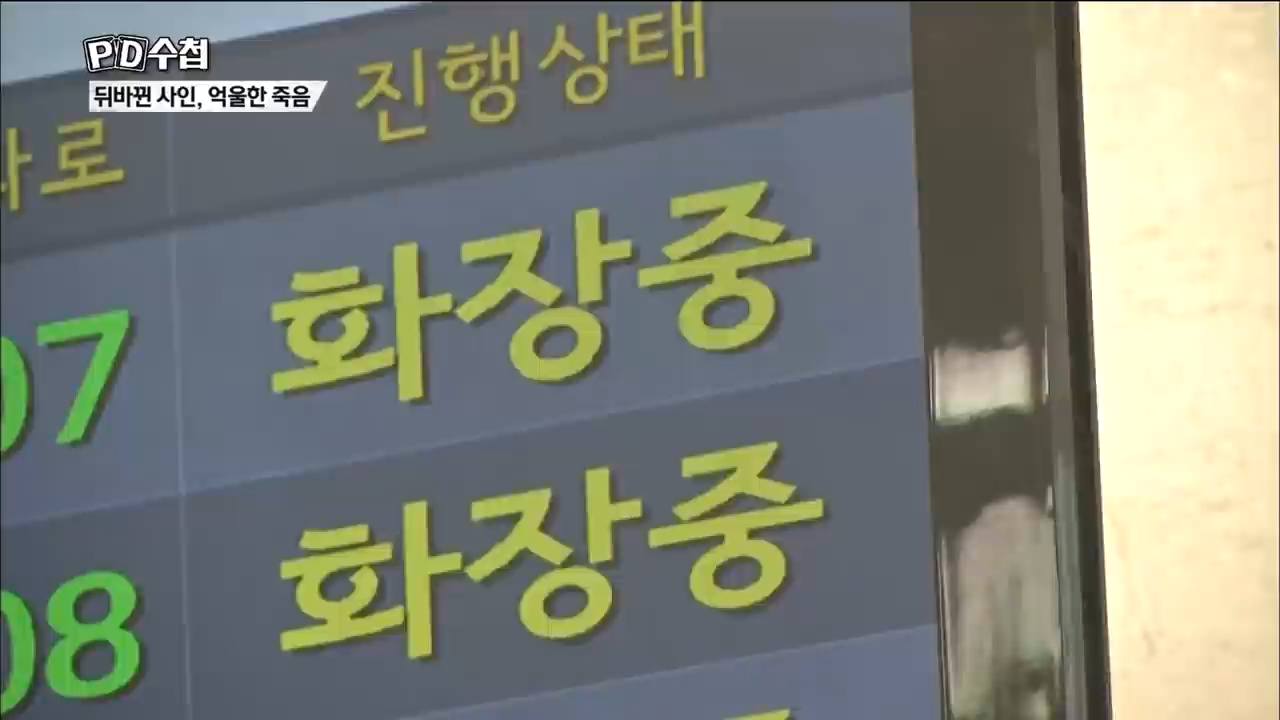 PD수첩
뒤바뀐 사인, 억울한 죽음
로 진행상태
07 화장중
08 화장중